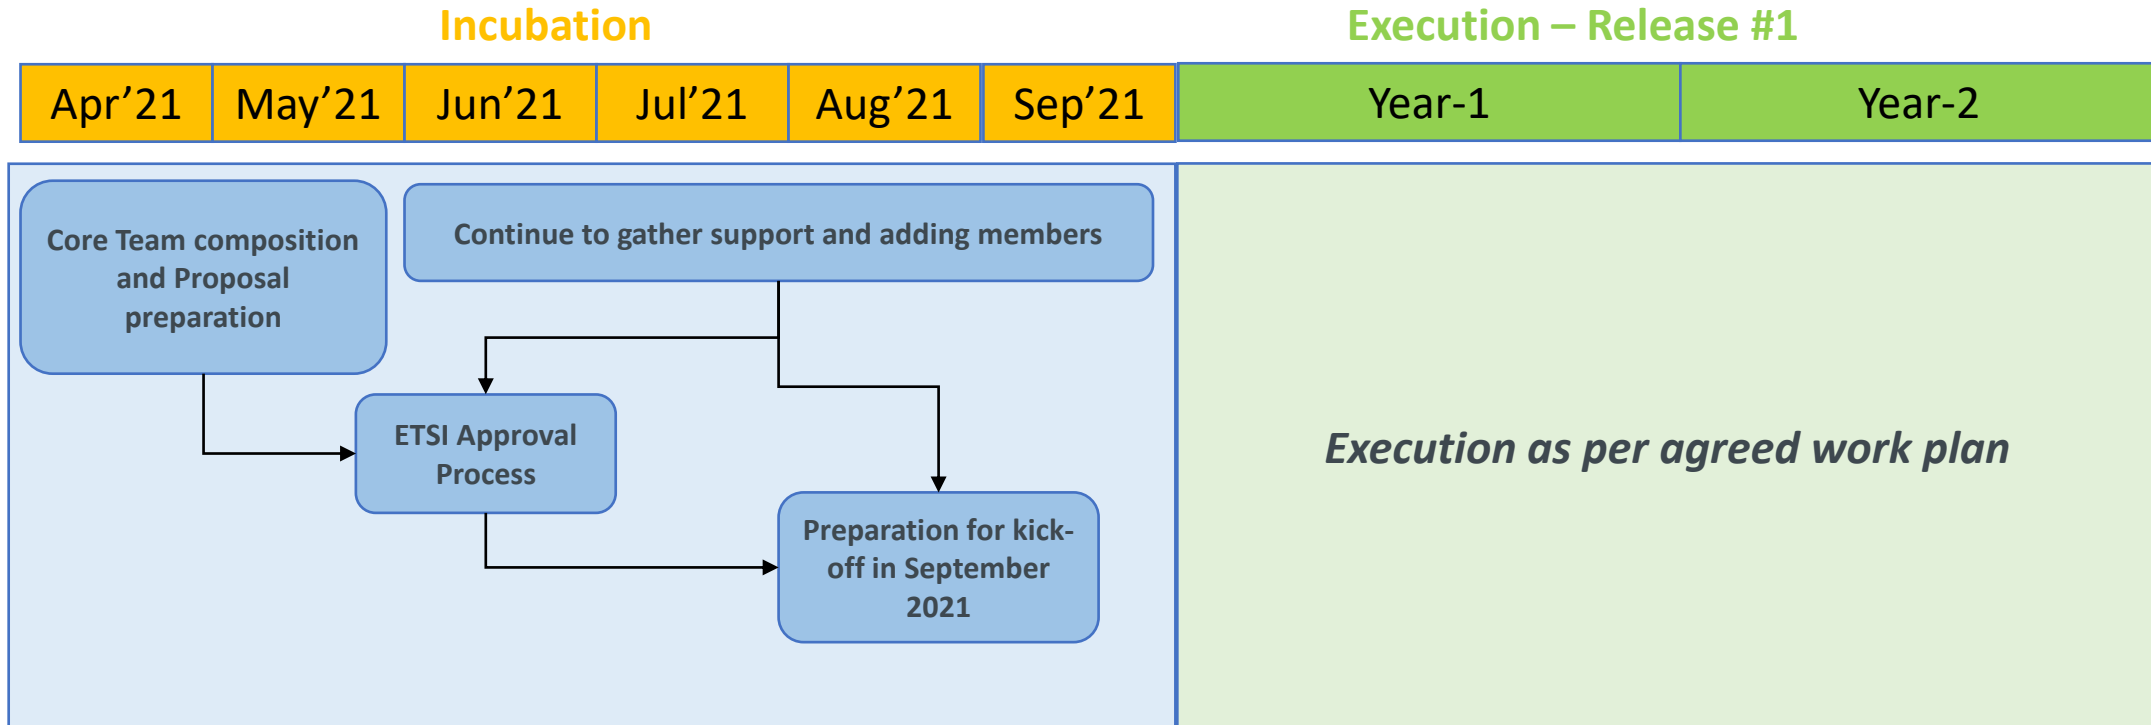 Incubation
Execution – Release #1
Apr’21
May’21
Jun’21
Jul’21
Aug’21
Sep’21
Year-1
Year-2
Core Team composition
and Proposal
preparation
Continue to gather support and adding members
ETSI Approval
Process
Preparation for kick-
off in September
2021
Execution as per agreed work plan